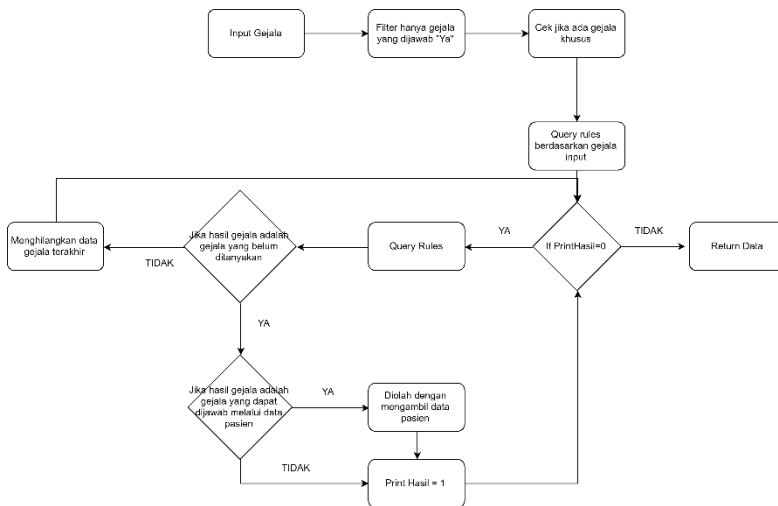 Input Gejala
Filter hanya gejala
yang dijawab "Ya"
Cek jika ada gejala
khusus
Query rules
berdasarkan gejala
input
Menghilangkan data
gejala terakhir
TIDAK
Jika hasil gejala adalah
gejala yang belum
ditanyakan
Query Rules
YA
If PrintHasil=0
TIDAK
Return Data
YA
Jika hasil gejala adalah
gejala yang dapat
dijawab melalui data
pasien
YA
Diolah dengan
mengambil data
pasien
TIDAK
Print Hasil = 1